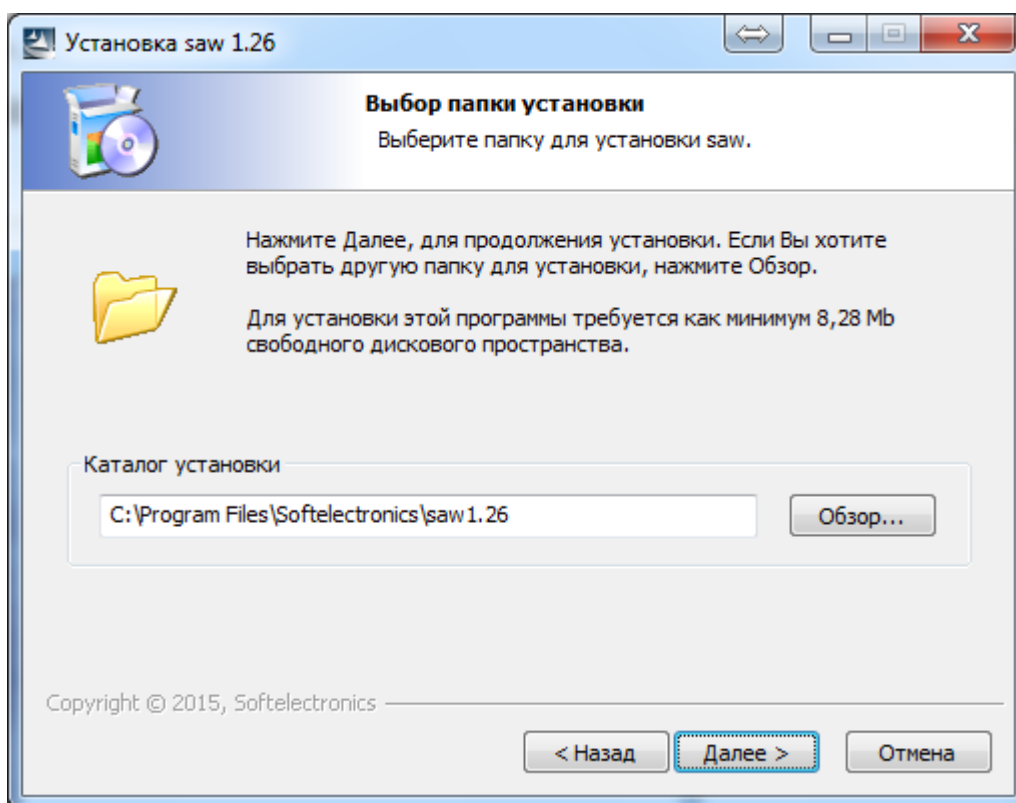 Установка saw 1.26
Выбор папки установки
Выберите папку для установки saw.
Нажмите Далее, для продолжения установки. Если Вы хотите
выбрать другую папку для установки, нажмите Обзор.
Для установки этой программы требуется как минимум 8,28 Mb
свободного дискового пространства.
Каталог установки
C:\Program Files\Softelectronics\saw1.26
Обзор...
Copyright © 2015, Softelectronics
< Назад
Далее >
Отмена